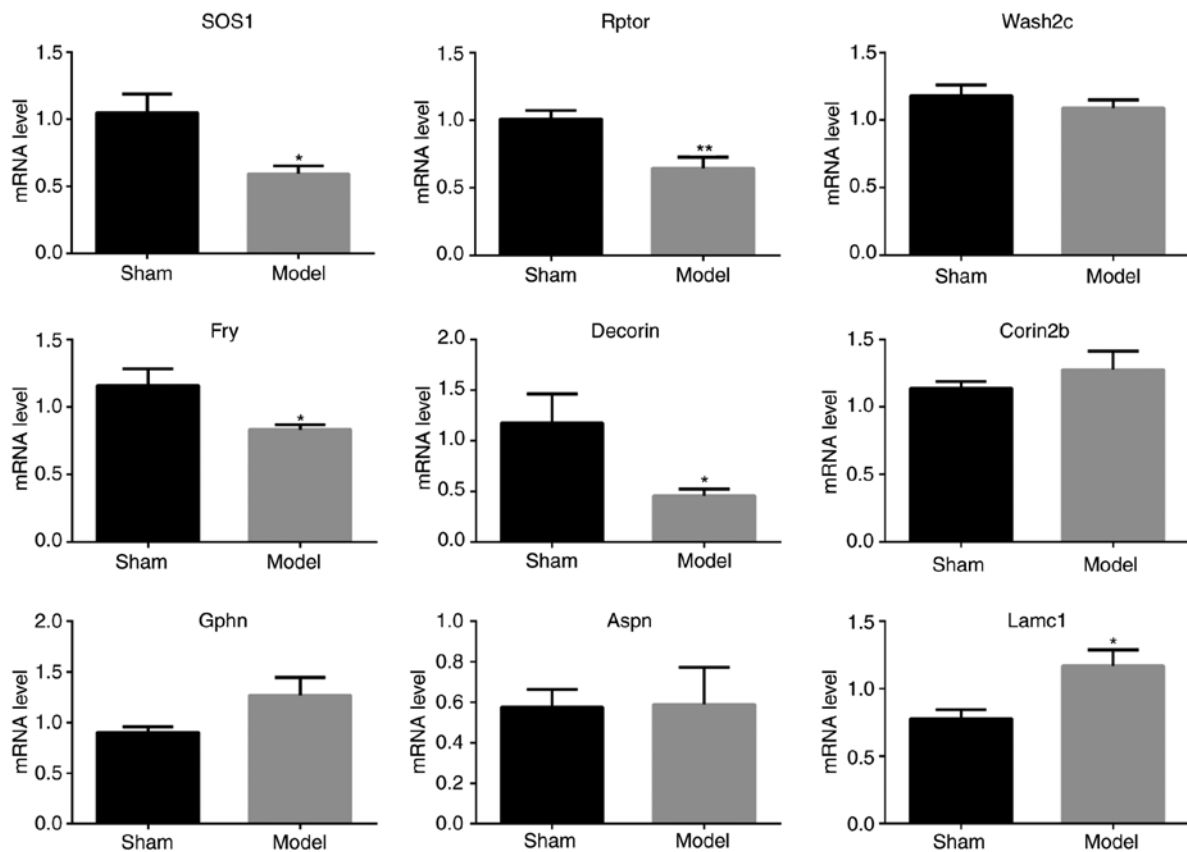 SOS1
1.5
1.0
0.5
0.0
mRNA level
*
Sham Model
Rptor
1.5
1.0
0.5
0.0
mRNA level
**
Sham Model
Wash2c
1.5
1.0
0.5
0.0
mRNA level
Sham Model
Fry
1.5
1.0
0.5
0.0
mRNA level
*
Sham Model
Decorin
2.0
1.5
1.0
0.5
0.0
mRNA level
*
Sham Model
Corin2b
1.5
1.0
0.5
0.0
mRNA level
Sham Model
Gphn
2.0
1.5
1.0
0.5
0.0
mRNA level
Sham Model
Aspn
1.0
0.8
0.6
0.4
0.2
0.0
mRNA level
Sham Model
Lamc1
1.5
1.0
0.5
0.0
mRNA level
*
Sham Model